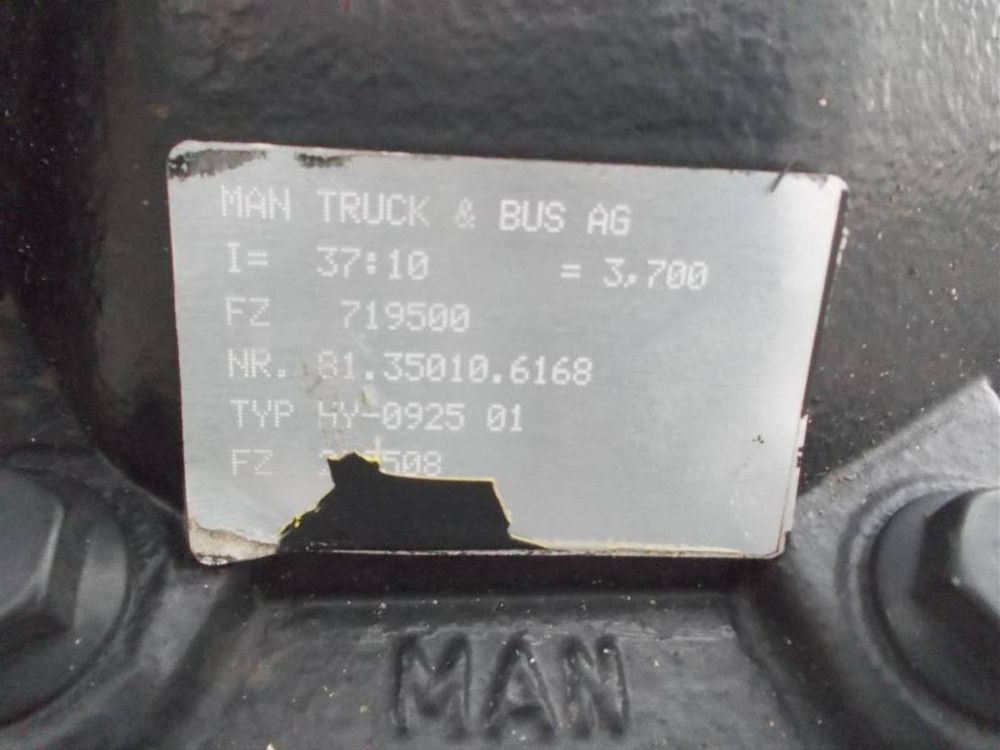 MAN TRUCK & BUS AG
I= 37:10 = 3.700
FZ 719500
NR. 81.35010.6168
TYP HY-0925 01
FZ
MAN